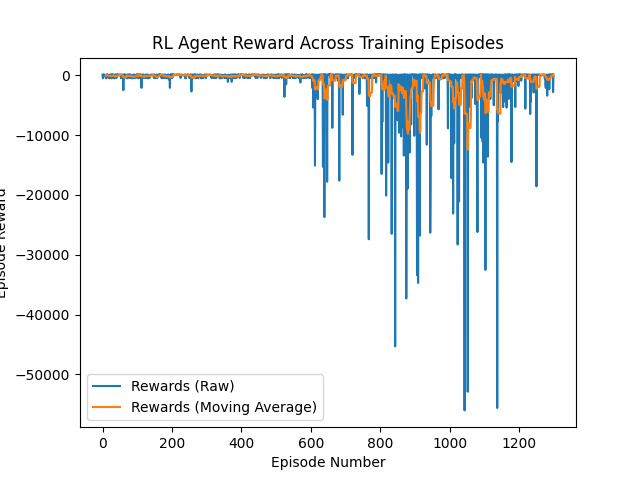 RL Agent Reward Across Training Episodes
0
−10000
−20000
−30000
−40000
−50000
Episode Reward
Rewards (Raw)
Rewards (Moving Average)
0 200 400 600 800 1000 1200
Episode Number